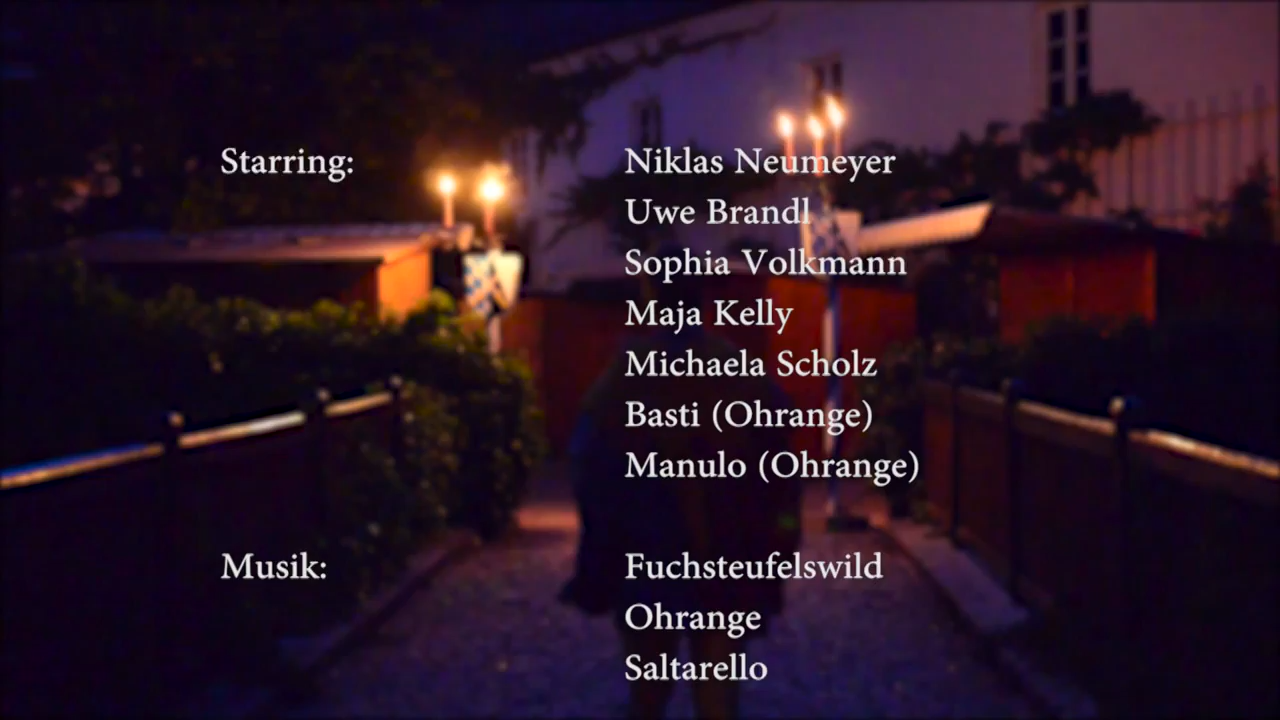 Starring: Niklas Neumeyer
Uwe Brandl
Sophia Volkmann
Maja Kelly
Michaela Scholz
Basti (Ohrange)
Manulo (Ohrange)
Musik: Fuchsteufelswild
Ohrange
Saltarello